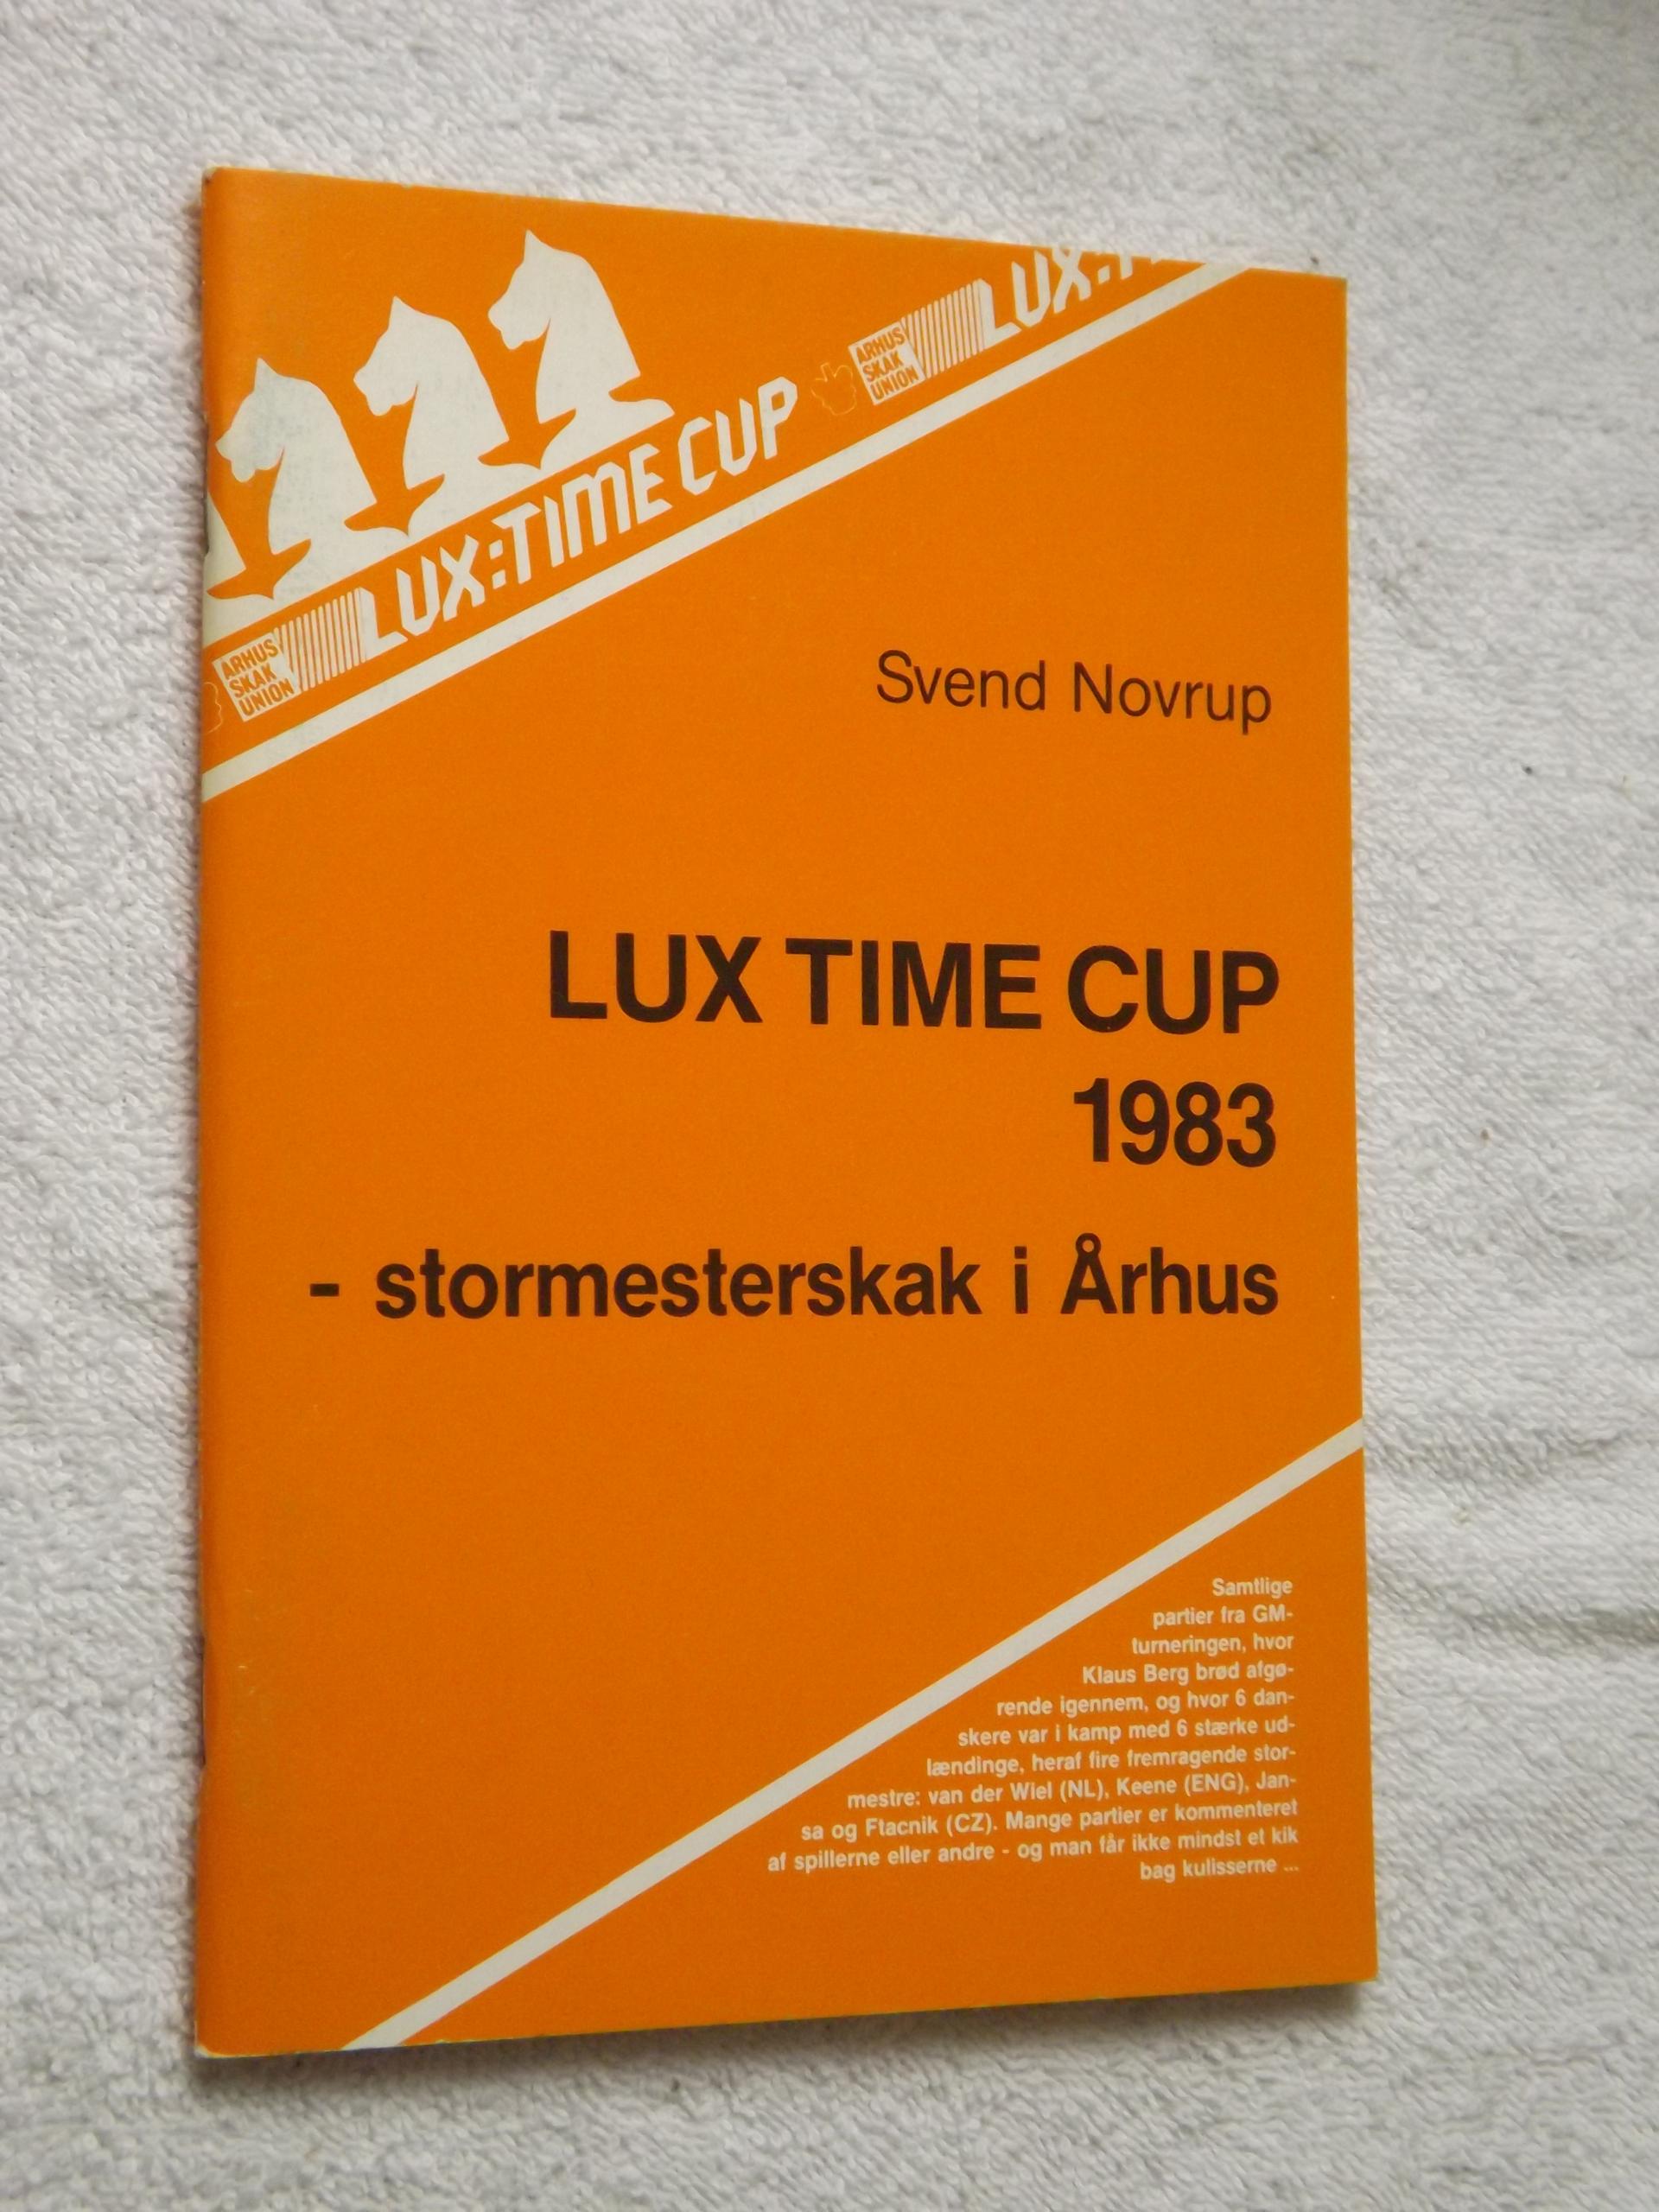 LUX:TIME CUP
ARHUS
SKAK
UNION
LUX:
ARHUS
SKAK
UNION
Svend Novrup
LUX TIME CUP
1983
- stormesterskak i Århus
Samtlige
partier fra GM-
turneringen, hvor
Klaus Berg brød afgø-
rende igennem, og hvor 6 dan-
skere var i kamp med 6 stærke ud-
lændinge, heraf fire fremragende stor-
mestre: van der Wiel (NL), Keene (ENG), Jan-
sa og Ftacnik (CZ). Mange partier er kommenteret
af spillerne eller andre - og man får ikke mindst et kik
bag kulisserne ...